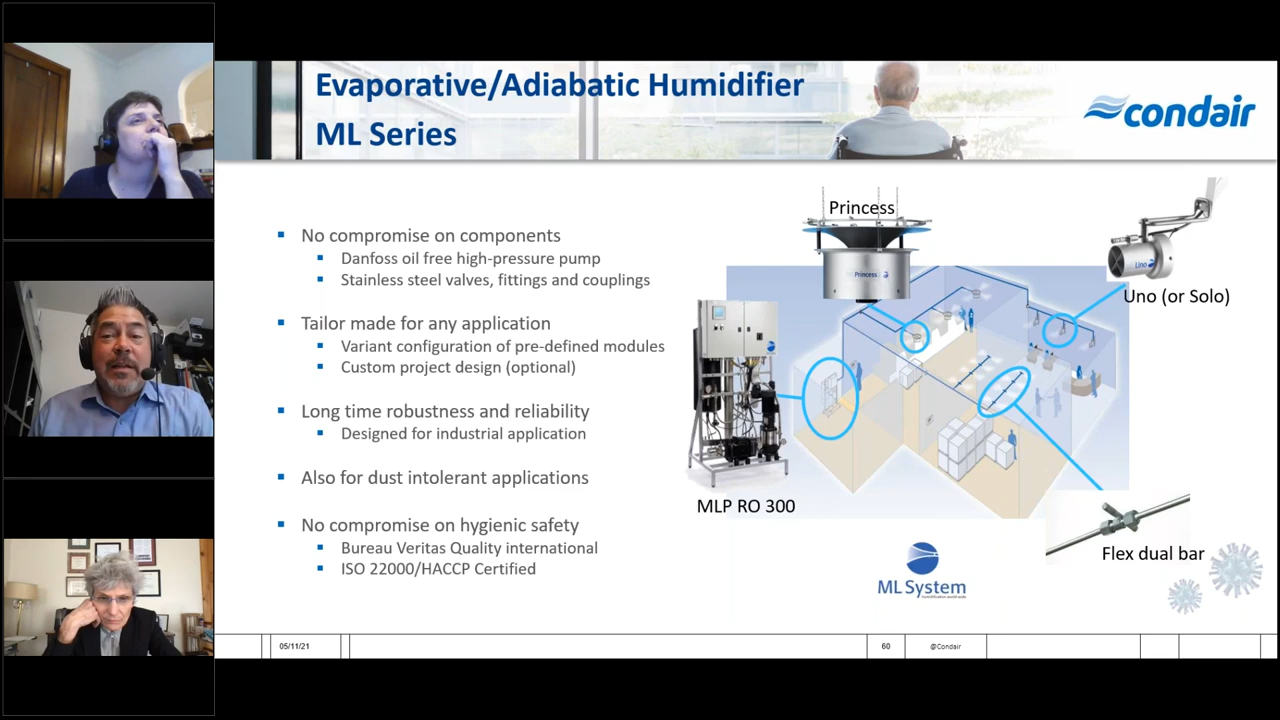 Evaporative/Adiabatic Humidifier
ML Series
condair
No compromise on components
Danfoss oil free high-pressure pump
Stainless steel valves, fittings and couplings
Tailor made for any application
Variant configuration of pre-defined modules
Custom project design (optional)
Long time robustness and reliability
Designed for industrial application
Also for dust intolerant applications
No compromise on hygienic safety
Bureau Veritas Quality international
ISO 22000/HACCP Certified
Princess
Princess
Lino
Uno (or Solo)
MLP RO 300
Flex dual bar
ML System
05/11/21
60
@Condair